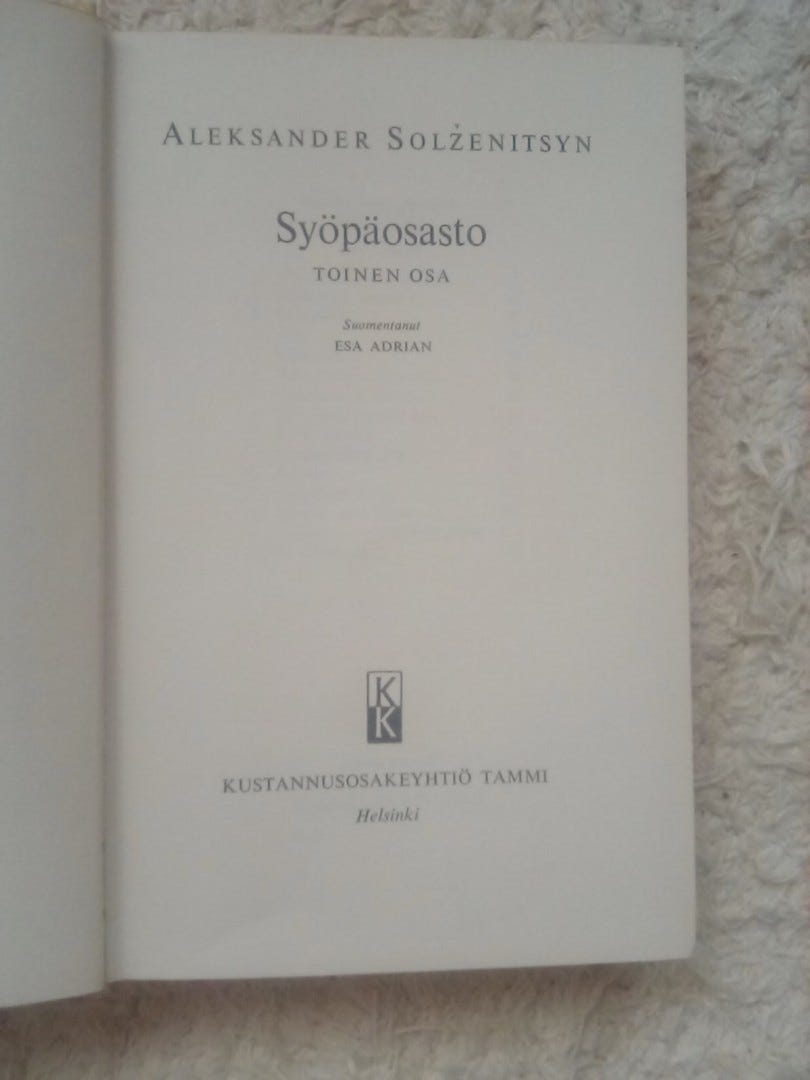 ALEKSANDER SOLŽENITSYN
Syöpäosasto
TOINEN OSA
Suomentanut
ESA ADRIAN
K
K
KUSTANNUSOSAKEYHTIÖ TAMMI
Helsinki